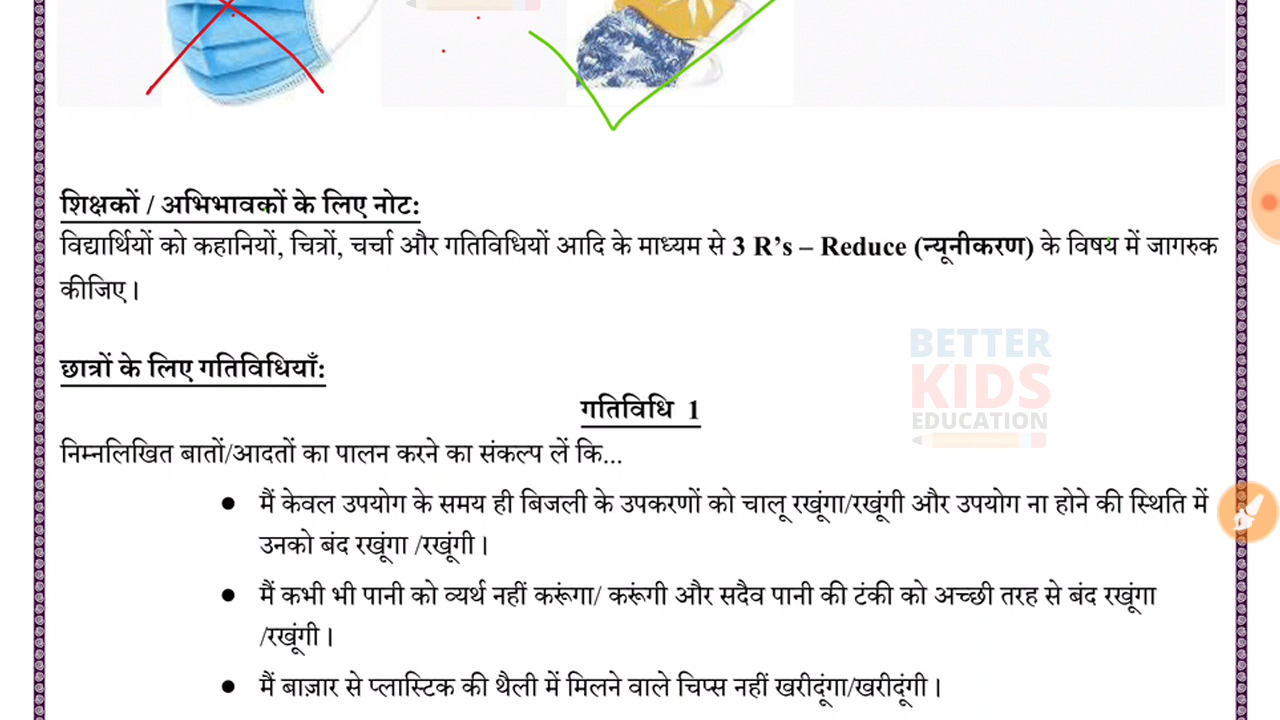 शिक्षकों / अभिभावकों के लिए नोट:
विद्यार्थियों को कहानियों, चित्रों, चर्चा और गतिविधियों आदि के माध्यम से 3 R’s – Reduce (न्यूनीकरण) के विषय में जागरुक
कीजिए।
BETTER
KIDS
EDUCATION
छात्रों के लिए गतिविधियाँ:
गतिविधि 1
निम्नलिखित बातों/आदतों का पालन करने का संकल्प लें कि...
● मैं केवल उपयोग के समय ही बिजली के उपकरणों को चालू रखूंगा/रखूंगी और उपयोग ना होने की स्थिति में
उनको बंद रखूंगा /रखूंगी।
● मैं कभी भी पानी को व्यर्थ नहीं करूंगा/ करूंगी और सदैव पानी की टंकी को अच्छी तरह से बंद रखूंगा
/रखूंगी।
● मैं बाज़ार से प्लास्टिक की थैली में मिलने वाले चिप्स नहीं खरीदूंगा/खरीदूंगी।